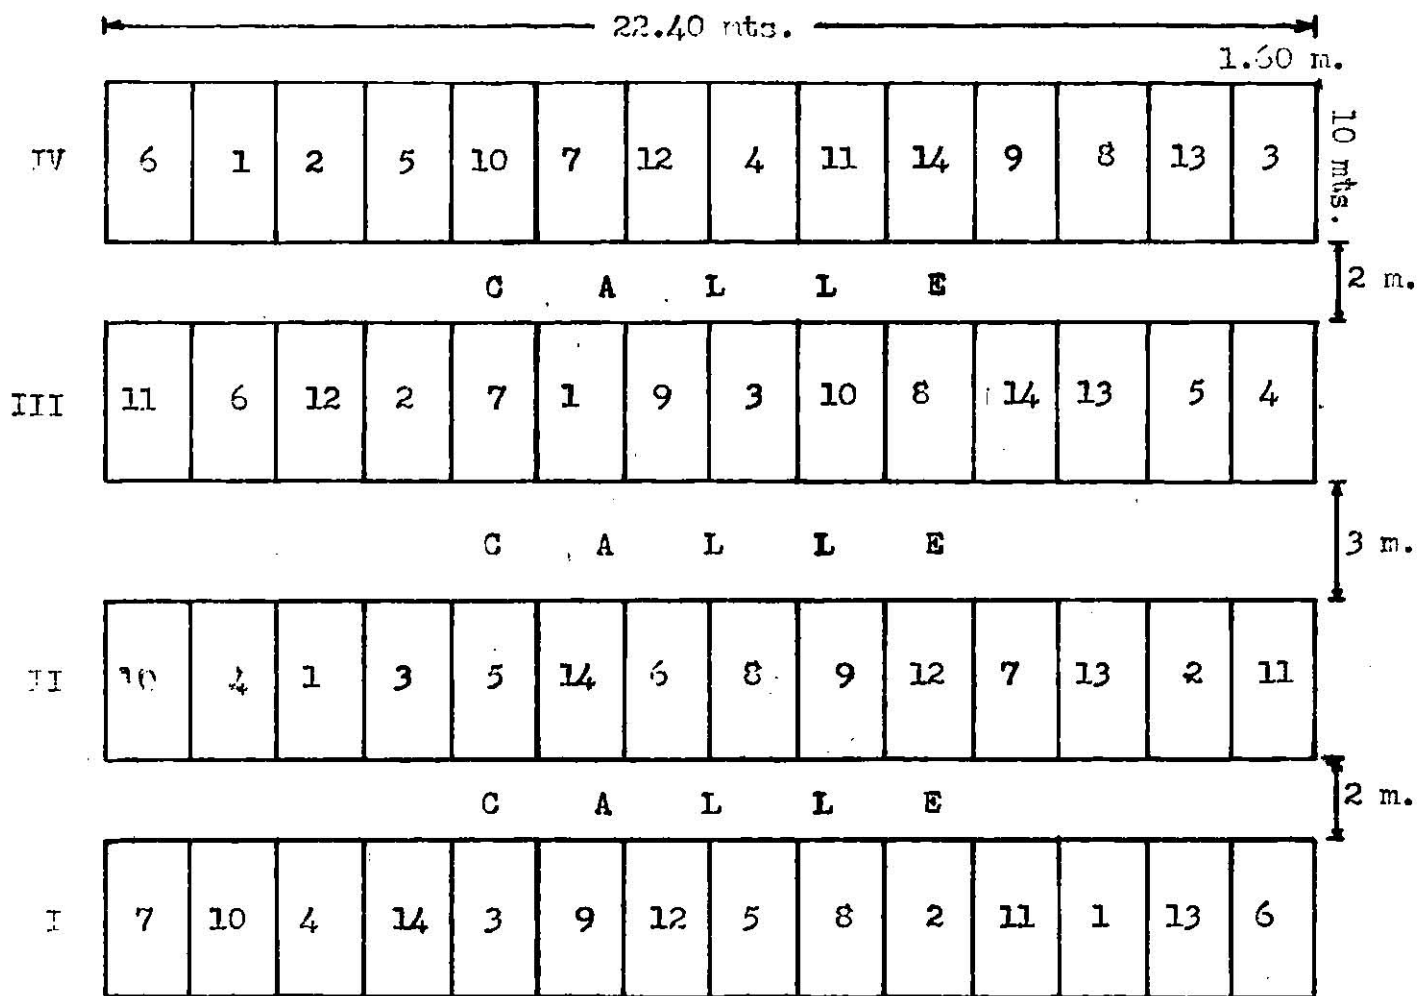 22.40 mts.
1.60 m.
IV 6 1 2 5 10 7 12 4 11 14 9 8 13 3 10 mts.
C A L L E 2 m.
III 11 6 12 2 7 1 9 3 10 8 14 13 5 4
C A L L E 3 m.
II 10 4 1 3 5 14 6 8 9 12 7 13 2 11
C A L L E 2 m.
I 7 10 4 14 3 9 12 5 8 2 11 1 13 6